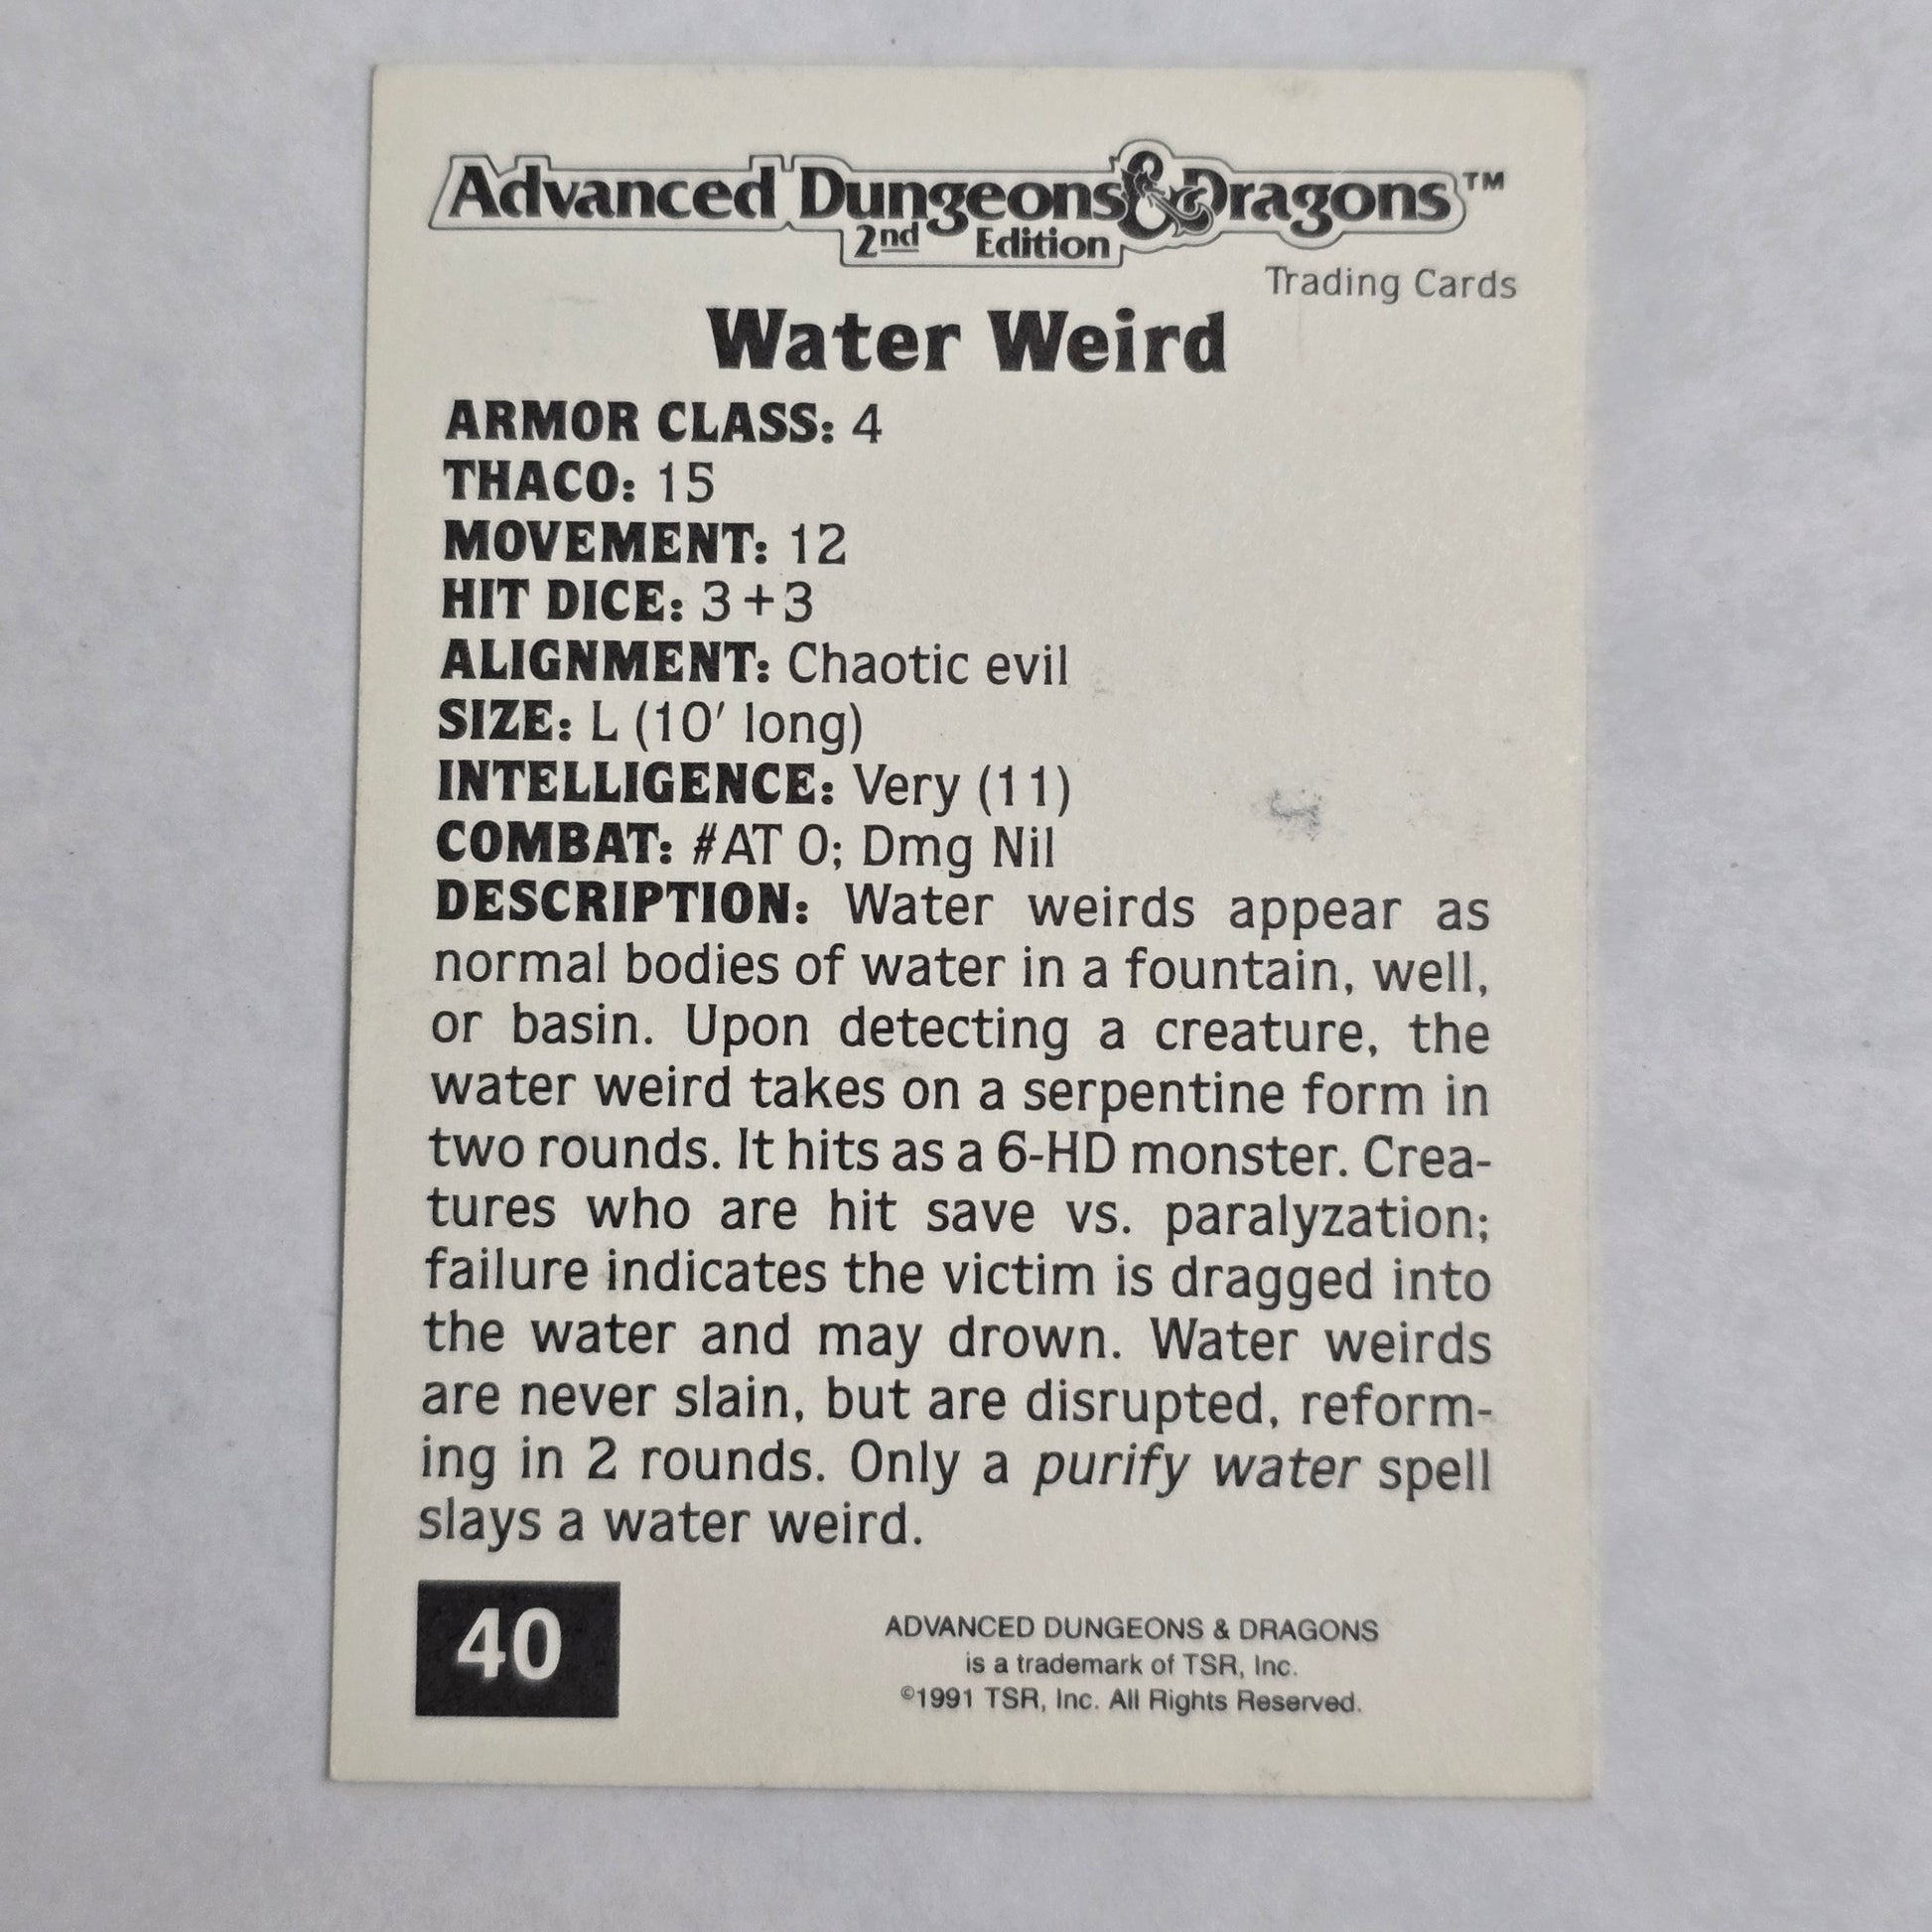 Advanced Dungeons & Dragons™
2nd Edition
Trading Cards
Water Weird
ARMOR CLASS: 4
THACO: 15
MOVEMENT: 12
HIT DICE: 3+3
ALIGNMENT: Chaotic evil
SIZE: L (10' long)
INTELLIGENCE: Very (11)
COMBAT: #AT 0; Dmg Nil
DESCRIPTION: Water weirds appear as
normal bodies of water in a fountain, well,
or basin. Upon detecting a creature, the
water weird takes on a serpentine form in
two rounds. It hits as a 6-HD monster. Crea-
tures who are hit save vs. paralyzation;
failure indicates the victim is dragged into
the water and may drown. Water weirds
are never slain, but are disrupted, reform-
ing in 2 rounds. Only a purify water spell
slays a water weird.
40
ADVANCED DUNGEONS & DRAGONS
is a trademark of TSR, Inc.
©1991 TSR, Inc. All Rights Reserved.